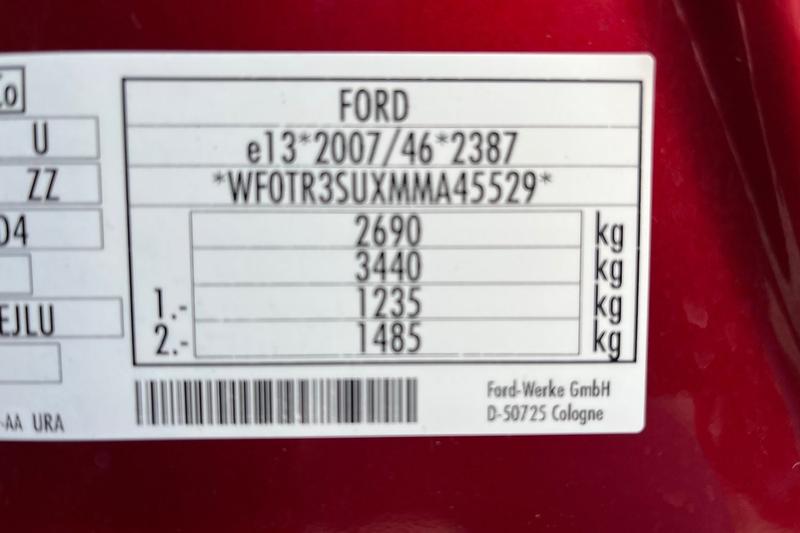 Co
U
ZZ
D4
EJLU
-AA URA
FORD
e13*2007/46*2387
*WF0TR3SUXMMA45529*
2690 kg
3440 kg
1.- 1235 kg
2.- 1485 kg
Ford-Werke GmbH
D-50725 Cologne